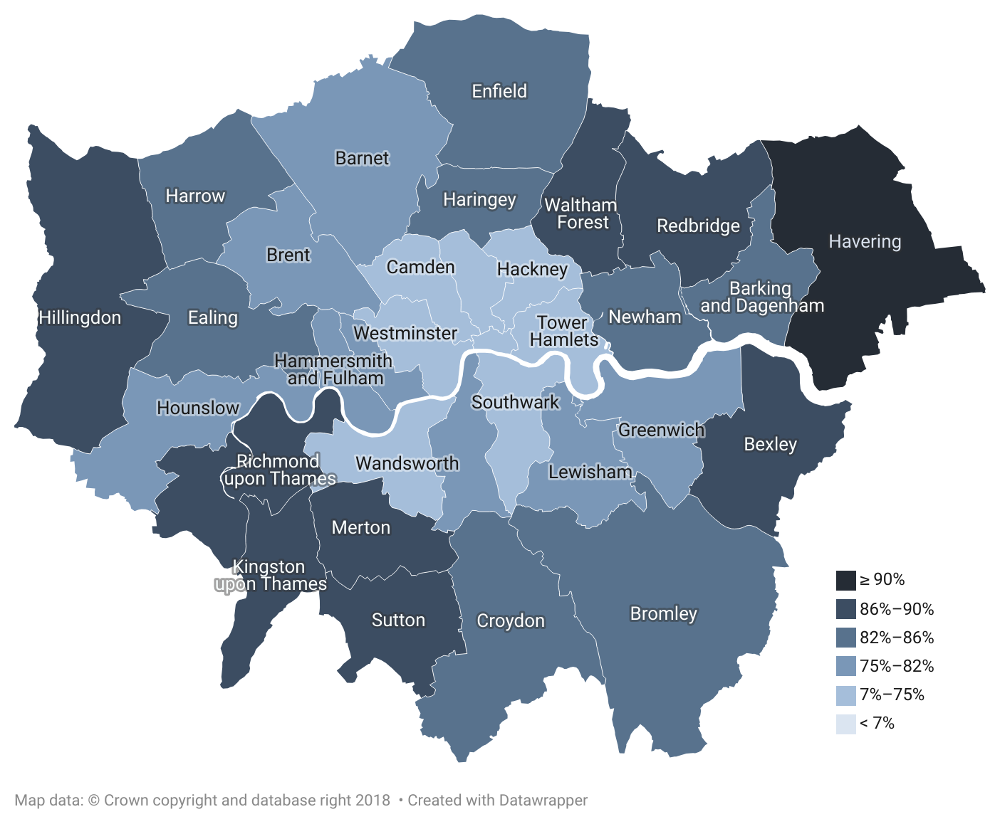 Enfield
Barnet
Harrow
Haringey
Waltham
Forest
Redbridge
Havering
Brent
Camden
Hackney
Barking
and Dagenham
Hillingdon
Ealing
Westminster
Tower
Hamlets
Newham
Hammersmith
and Fulham
Hounslow
Southwark
Greenwich
Bexley
Richmond
upon Thames
Wandsworth
Lewisham
Merton
Kingston
upon Thames
Sutton
Croydon
Bromley
≥ 90%
86%–90%
82%–86%
75%–82%
7%–75%
< 7%
Map data: © Crown copyright and database right 2018 • Created with Datawrapper